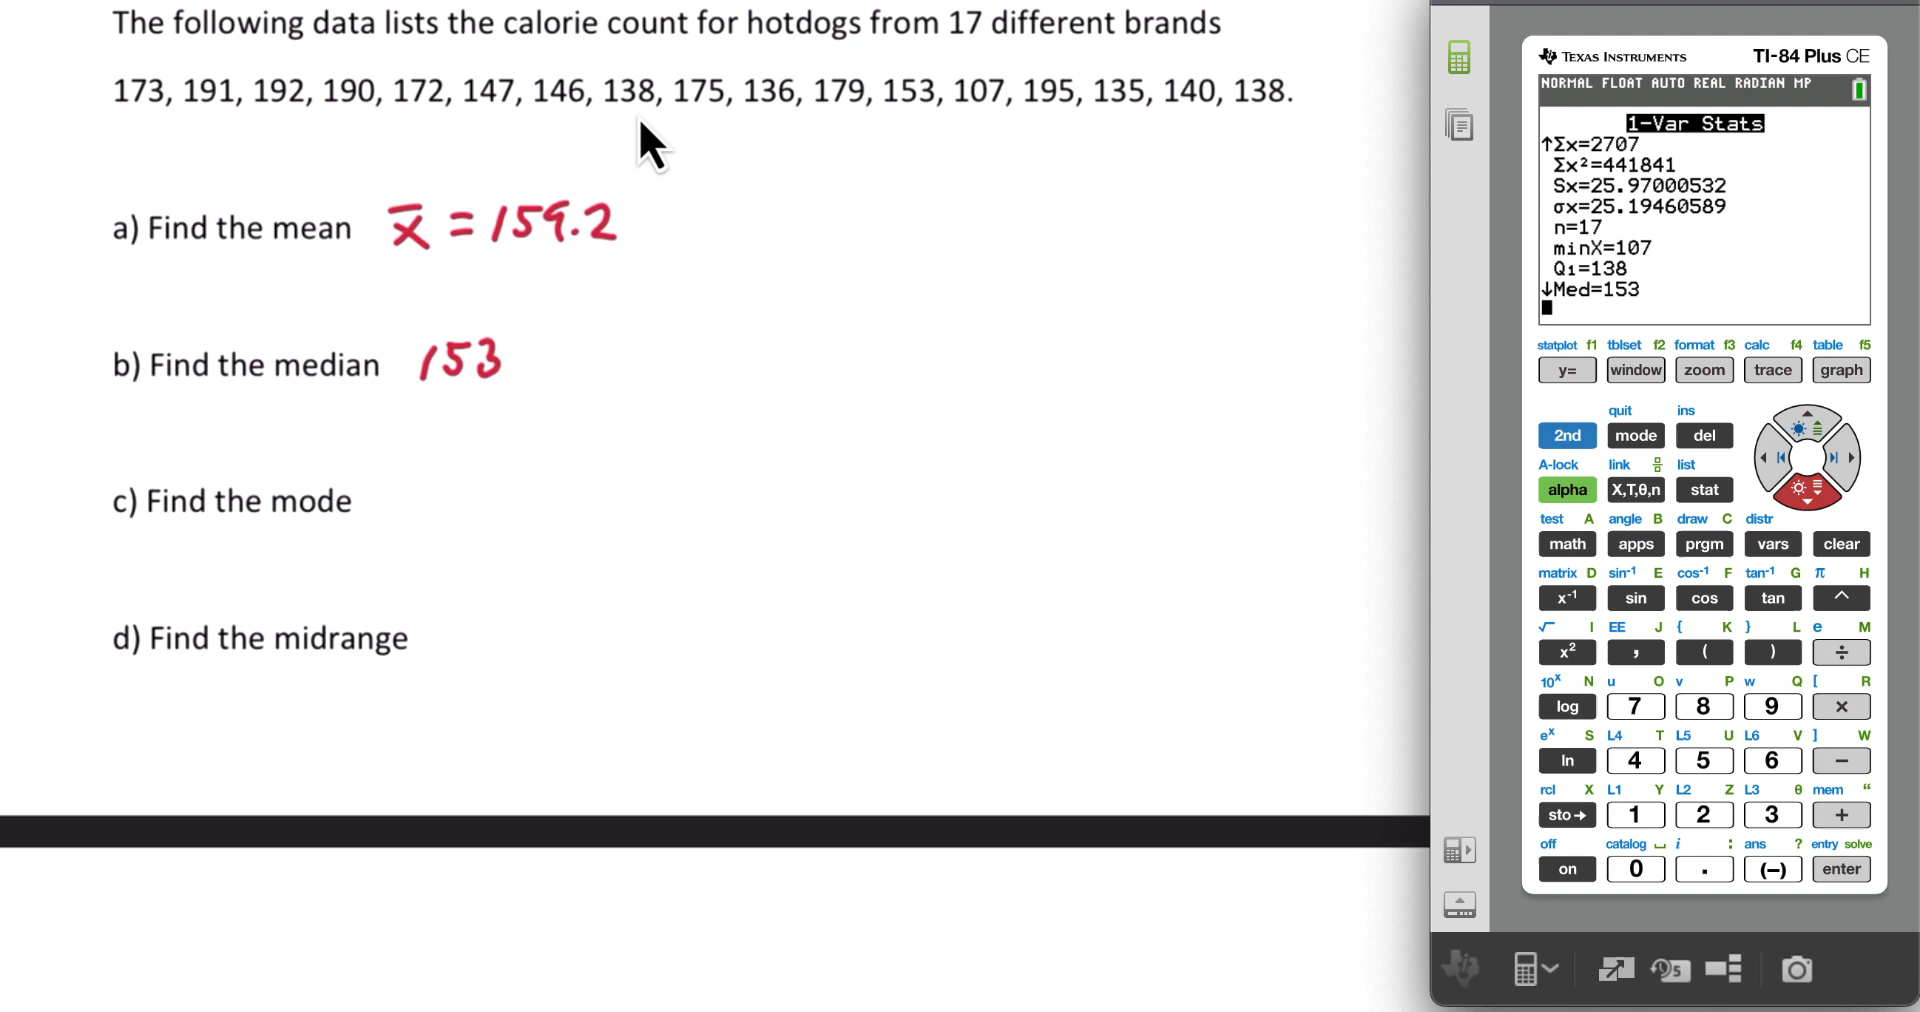 The following data lists the calorie count for hotdogs from 17 different brands
173, 191, 192, 190, 172, 147, 146, 138, 175, 136, 179, 153, 107, 195, 135, 140, 138.
a) Find the mean x̅ = 159.2
b) Find the median 153
c) Find the mode
d) Find the midrange
TEXAS INSTRUMENTS TI-84 Plus CE
NORMAL FLOAT AUTO REAL RADIAN MP
1-Var Stats
↑Σx=2707
Σx²=441841
Sx=25.97000532
σx=25.19460589
n=17
minX=107
Q₁=138
↓Med=153
statplot f1 tblset f2 format f3 calc f4 table f5
y= window zoom trace graph
quit ins
2nd mode del
A-lock link list
alpha X,T,θ,n stat
test A angle B draw C distr
math apps prgm vars clear
matrix D sin⁻¹ E cos⁻¹ F tan⁻¹ G π H
x⁻¹ sin cos tan ^
√ I EE J { K } L e M
x² , ( ) ÷
10ˣ N u O v P w Q [ R
log 7 8 9 ×
eˣ S L4 T L5 U L6 V ] W
ln 4 5 6 −
rcl X L1 Y L2 Z L3 θ mem “
sto→ 1 2 3 +
off catalog ⎵ i : ans ? entry solve
on 0 . (−) enter
5